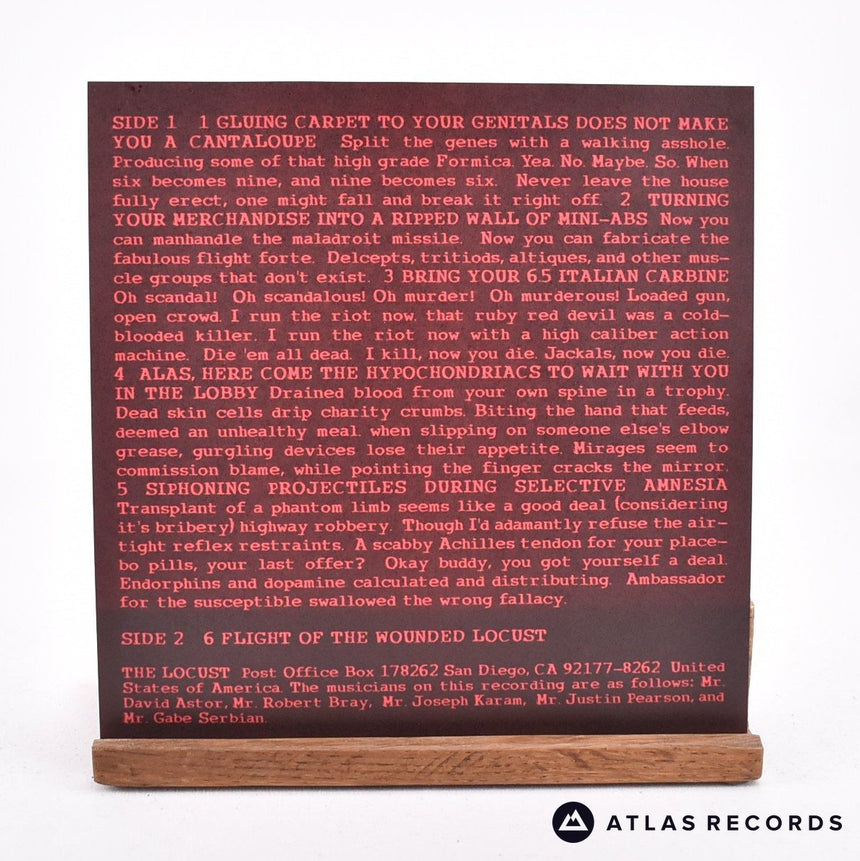 SIDE 1 1 GLUING CARPET TO YOUR GENITALS DOES NOT MAKE
YOU A CANTALOUPE Split the genes with a walking asshole.
Producing some of that high grade Formica. Yea. No. Maybe. So. When
six becomes nine, and nine becomes six. Never leave the house
fully erect, one might fall and break it right off. 2 TURNING
YOUR MERCHANDISE INTO A RIPPED WALL OF MINI-ABS Now you
can manhandle the maladroit missile. Now you can fabricate the
fabulous flight forte. Delcepts, tritiods, altiques, and other mus-
cle groups that don't exist. 3 BRING YOUR 6.5 ITALIAN CARBINE
Oh scandal! Oh scandalous! Oh murder! Oh murderous! Loaded gun,
open crowd. I run the riot now. that ruby red devil was a cold-
blooded killer. I run the riot now with a high caliber action
machine. Die 'em all dead. I kill, now you die. Jackals, now you die.
4 ALAS, HERE COME THE HYPOCHONDRIACS TO WAIT WITH YOU
IN THE LOBBY Drained blood from your own spine in a trophy.
Dead skin cells drip charity crumbs. Biting the hand that feeds,
deemed an unhealthy meal. when slipping on someone else's elbow
grease, gurgling devices lose their appetite. Mirages seem to
commission blame, while pointing the finger cracks the mirror.
5 SIPHONING PROJECTILES DURING SELECTIVE AMNESIA
Transplant of a phantom limb seems like a good deal (considering
it's bribery) highway robbery. Though I'd adamantly refuse the air-
tight reflex restraints. A scabby Achilles tendon for your place-
bo pills, your last offer? Okay buddy, you got yourself a deal.
Endorphins and dopamine calculated and distributing. Ambassador
for the susceptible swallowed the wrong fallacy.
SIDE 2 6 FLIGHT OF THE WOUNDED LOCUST
THE LOCUST Post Office Box 178262 San Diego, CA 92177-8262 United
States of America. The musicians on this recording are as follows: Mr.
David Astor, Mr. Robert Bray, Mr. Joseph Karam, Mr. Justin Pearson, and
Mr. Gabe Serbian.
ATLAS RECORDS